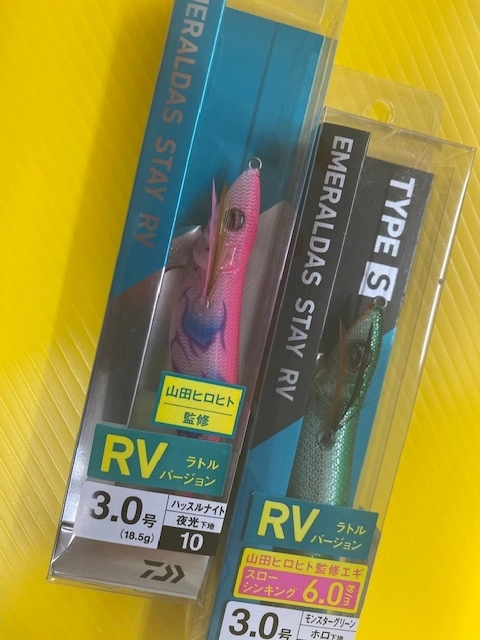 EMERALDAS STAY RV
山田ヒロヒト
監修
RV ラトル
バージョン
3.0号
(18.5g)
ハッスルナイト
夜光下地
10
TYPE S
EMERALDAS STAY RV
RV ラトル
バージョン
山田ヒロヒト監修エギ
スロー
シンキング 6.0
3.0号
モンスターグリーン
ホロ下地